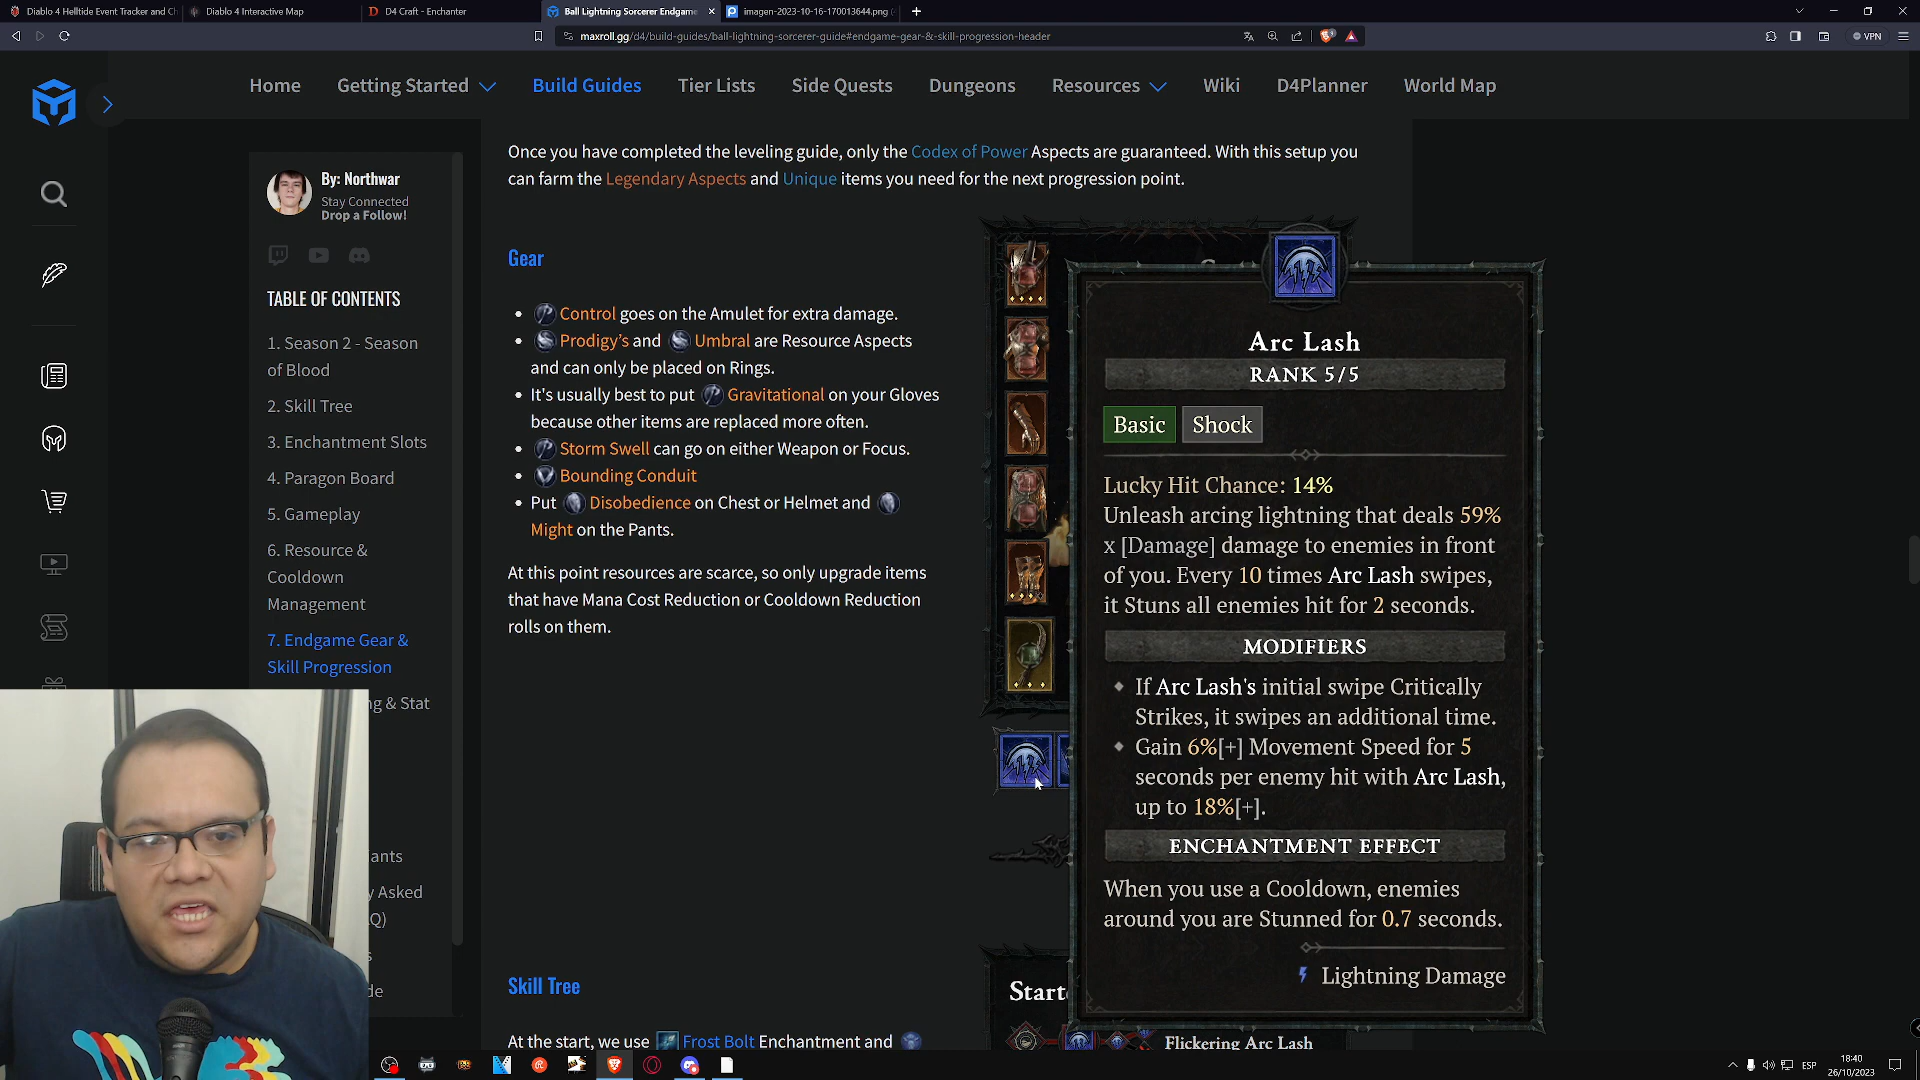 Diablo 4 Helltide Event Tracker and Ch
Diablo 4 Interactive Map
D4 Craft - Enchanter
Ball Lightning Sorcerer Endgame
imagen-2023-10-16-170013644.png (
maxroll.gg/d4/build-guides/ball-lightning-sorcerer-guide#endgame-gear-&-skill-progression-header
VPN
Home
Getting Started
Build Guides
Tier Lists
Side Quests
Dungeons
Resources
Wiki
D4Planner
World Map
By: Northwar
Stay Connected
Drop a Follow!
TABLE OF CONTENTS
1. Season 2 - Season
of Blood
2. Skill Tree
3. Enchantment Slots
4. Paragon Board
5. Gameplay
6. Resource &
Cooldown
Management
7. Endgame Gear &
Skill Progression
g & Stat
ants
y Asked
Q)
s
de
Once you have completed the leveling guide, only the Codex of Power Aspects are guaranteed. With this setup you
can farm the Legendary Aspects and Unique items you need for the next progression point.
Gear
Control goes on the Amulet for extra damage.
Prodigy's and Umbral are Resource Aspects
and can only be placed on Rings.
It's usually best to put Gravitational on your Gloves
because other items are replaced more often.
Storm Swell can go on either Weapon or Focus.
Bounding Conduit
Put Disobedience on Chest or Helmet and
Might on the Pants.
At this point resources are scarce, so only upgrade items
that have Mana Cost Reduction or Cooldown Reduction
rolls on them.
Skill Tree
At the start, we use Frost Bolt Enchantment and
Arc Lash
RANK 5/5
Basic
Shock
Lucky Hit Chance: 14%
Unleash arcing lightning that deals 59%
x [Damage] damage to enemies in front
of you. Every 10 times Arc Lash swipes,
it Stuns all enemies hit for 2 seconds.
MODIFIERS
If Arc Lash's initial swipe Critically
Strikes, it swipes an additional time.
Gain 6%[+] Movement Speed for 5
seconds per enemy hit with Arc Lash,
up to 18%[+].
ENCHANTMENT EFFECT
When you use a Cooldown, enemies
around you are Stunned for 0.7 seconds.
Lightning Damage
Start
Flickering Arc Lash
ESP
18:40
26/10/2023